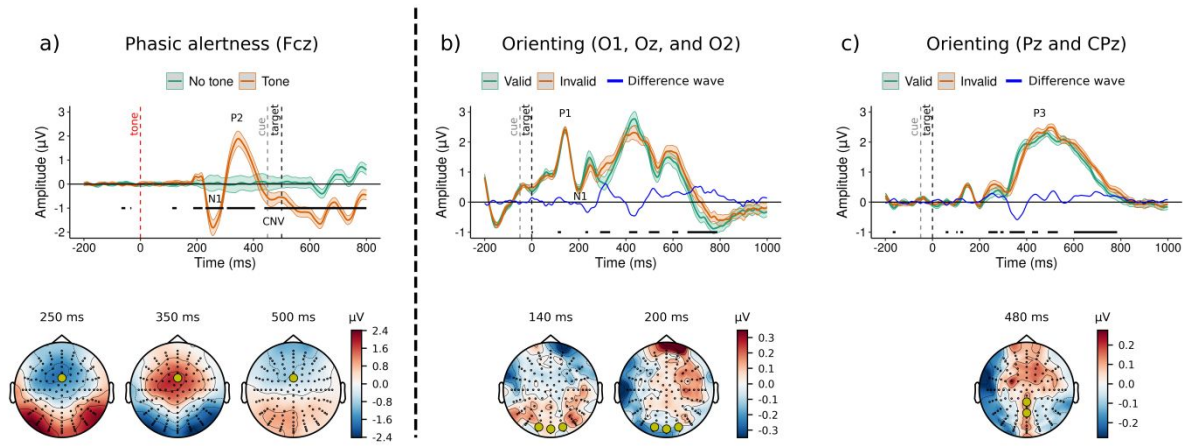 a) Phasic alertness (Fcz)
No tone Tone
3
2
1
0
-1
-2
Amplitude (µV)
tone
cue
target
P2
N1
CNV
-200 0 200 400 600 800
Time (ms)
250 ms 350 ms 500 ms µV
2.4
1.6
0.8
0.0
-0.8
-1.6
-2.4
b) Orienting (O1, Oz, and O2)
Valid Invalid Difference wave
3
2
1
0
-1
Amplitude (µV)
cue
target
P1
N1
-200 0 200 400 600 800 1000
Time (ms)
140 ms 200 ms µV
0.3
0.2
0.1
0.0
-0.1
-0.2
-0.3
c) Orienting (Pz and CPz)
Valid Invalid Difference wave
3
2
1
0
-1
Amplitude (µV)
cue
target
P3
-200 0 200 400 600 800 1000
Time (ms)
480 ms µV
0.2
0.1
0.0
-0.1
-0.2